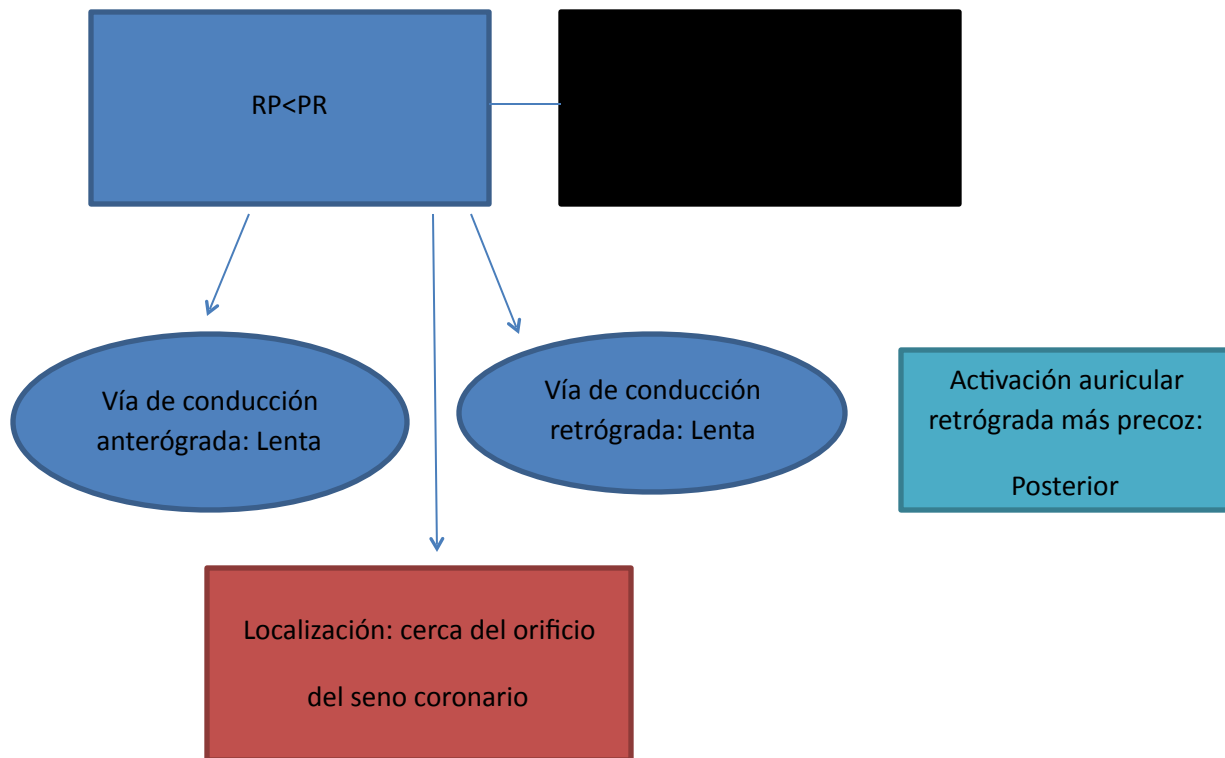 RP<PR
Vía de conducción
anterógrada: Lenta
Vía de conducción
retrógrada: Lenta
Activación auricular
retrógrada más precoz:
Posterior
Localización: cerca del orificio
del seno coronario